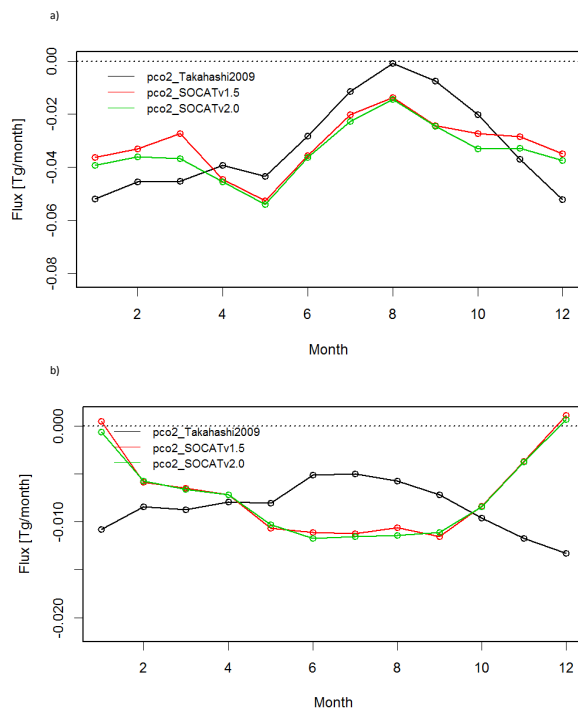 a)
0.00
-0.02
-0.04
-0.06
-0.08
Flux [Tg/month]
pco2_Takahashi2009
pco2_SOCATv1.5
pco2_SOCATv2.0
2 4 6 8 10 12
Month
b)
0.000
-0.010
-0.020
Flux [Tg/month]
pco2_Takahashi2009
pco2_SOCATv1.5
pco2_SOCATv2.0
2 4 6 8 10 12
Month